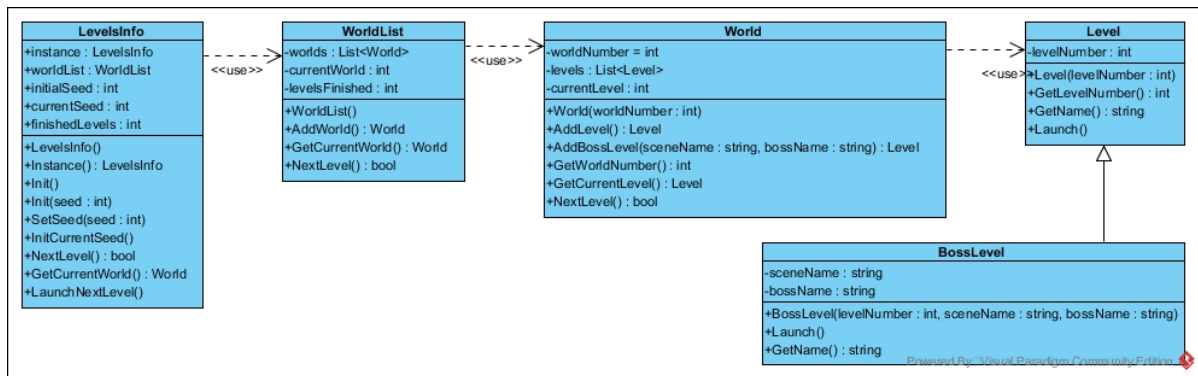 LevelsInfo
+instance : LevelsInfo
+worldList : WorldList
+initialSeed : int
+currentSeed : int
+finishedLevels : int
+LevelsInfo()
+Instance() : LevelsInfo
+Init()
+Init(seed : int)
+SetSeed(seed : int)
+InitCurrentSeed()
+NextLevel() : bool
+GetCurrentWorld() : World
+LaunchNextLevel()
<<use>>
WorldList
-worlds : List<World>
-currentWorld : int
-levelsFinished : int
+WorldList()
+AddWorld() : World
+GetCurrentWorld() : World
+NextLevel() : bool
<<use>>
World
-worldNumber = int
-levels : List<Level>
-currentLevel : int
+World(worldNumber : int)
+AddLevel() : Level
+AddBossLevel(sceneName : string, bossName : string) : Level
+GetWorldNumber() : int
+GetCurrentLevel() : Level
+NextLevel() : bool
<<use>>
Level
-levelNumber : int
+Level(levelNumber : int)
+GetLevelNumber() : int
+GetName() : string
+Launch()
BossLevel
-sceneName : string
-bossName : string
+BossLevel(levelNumber : int, sceneName : string, bossName : string)
+Launch()
+GetName() : string
Powered By Visual Paradigm Community Edition